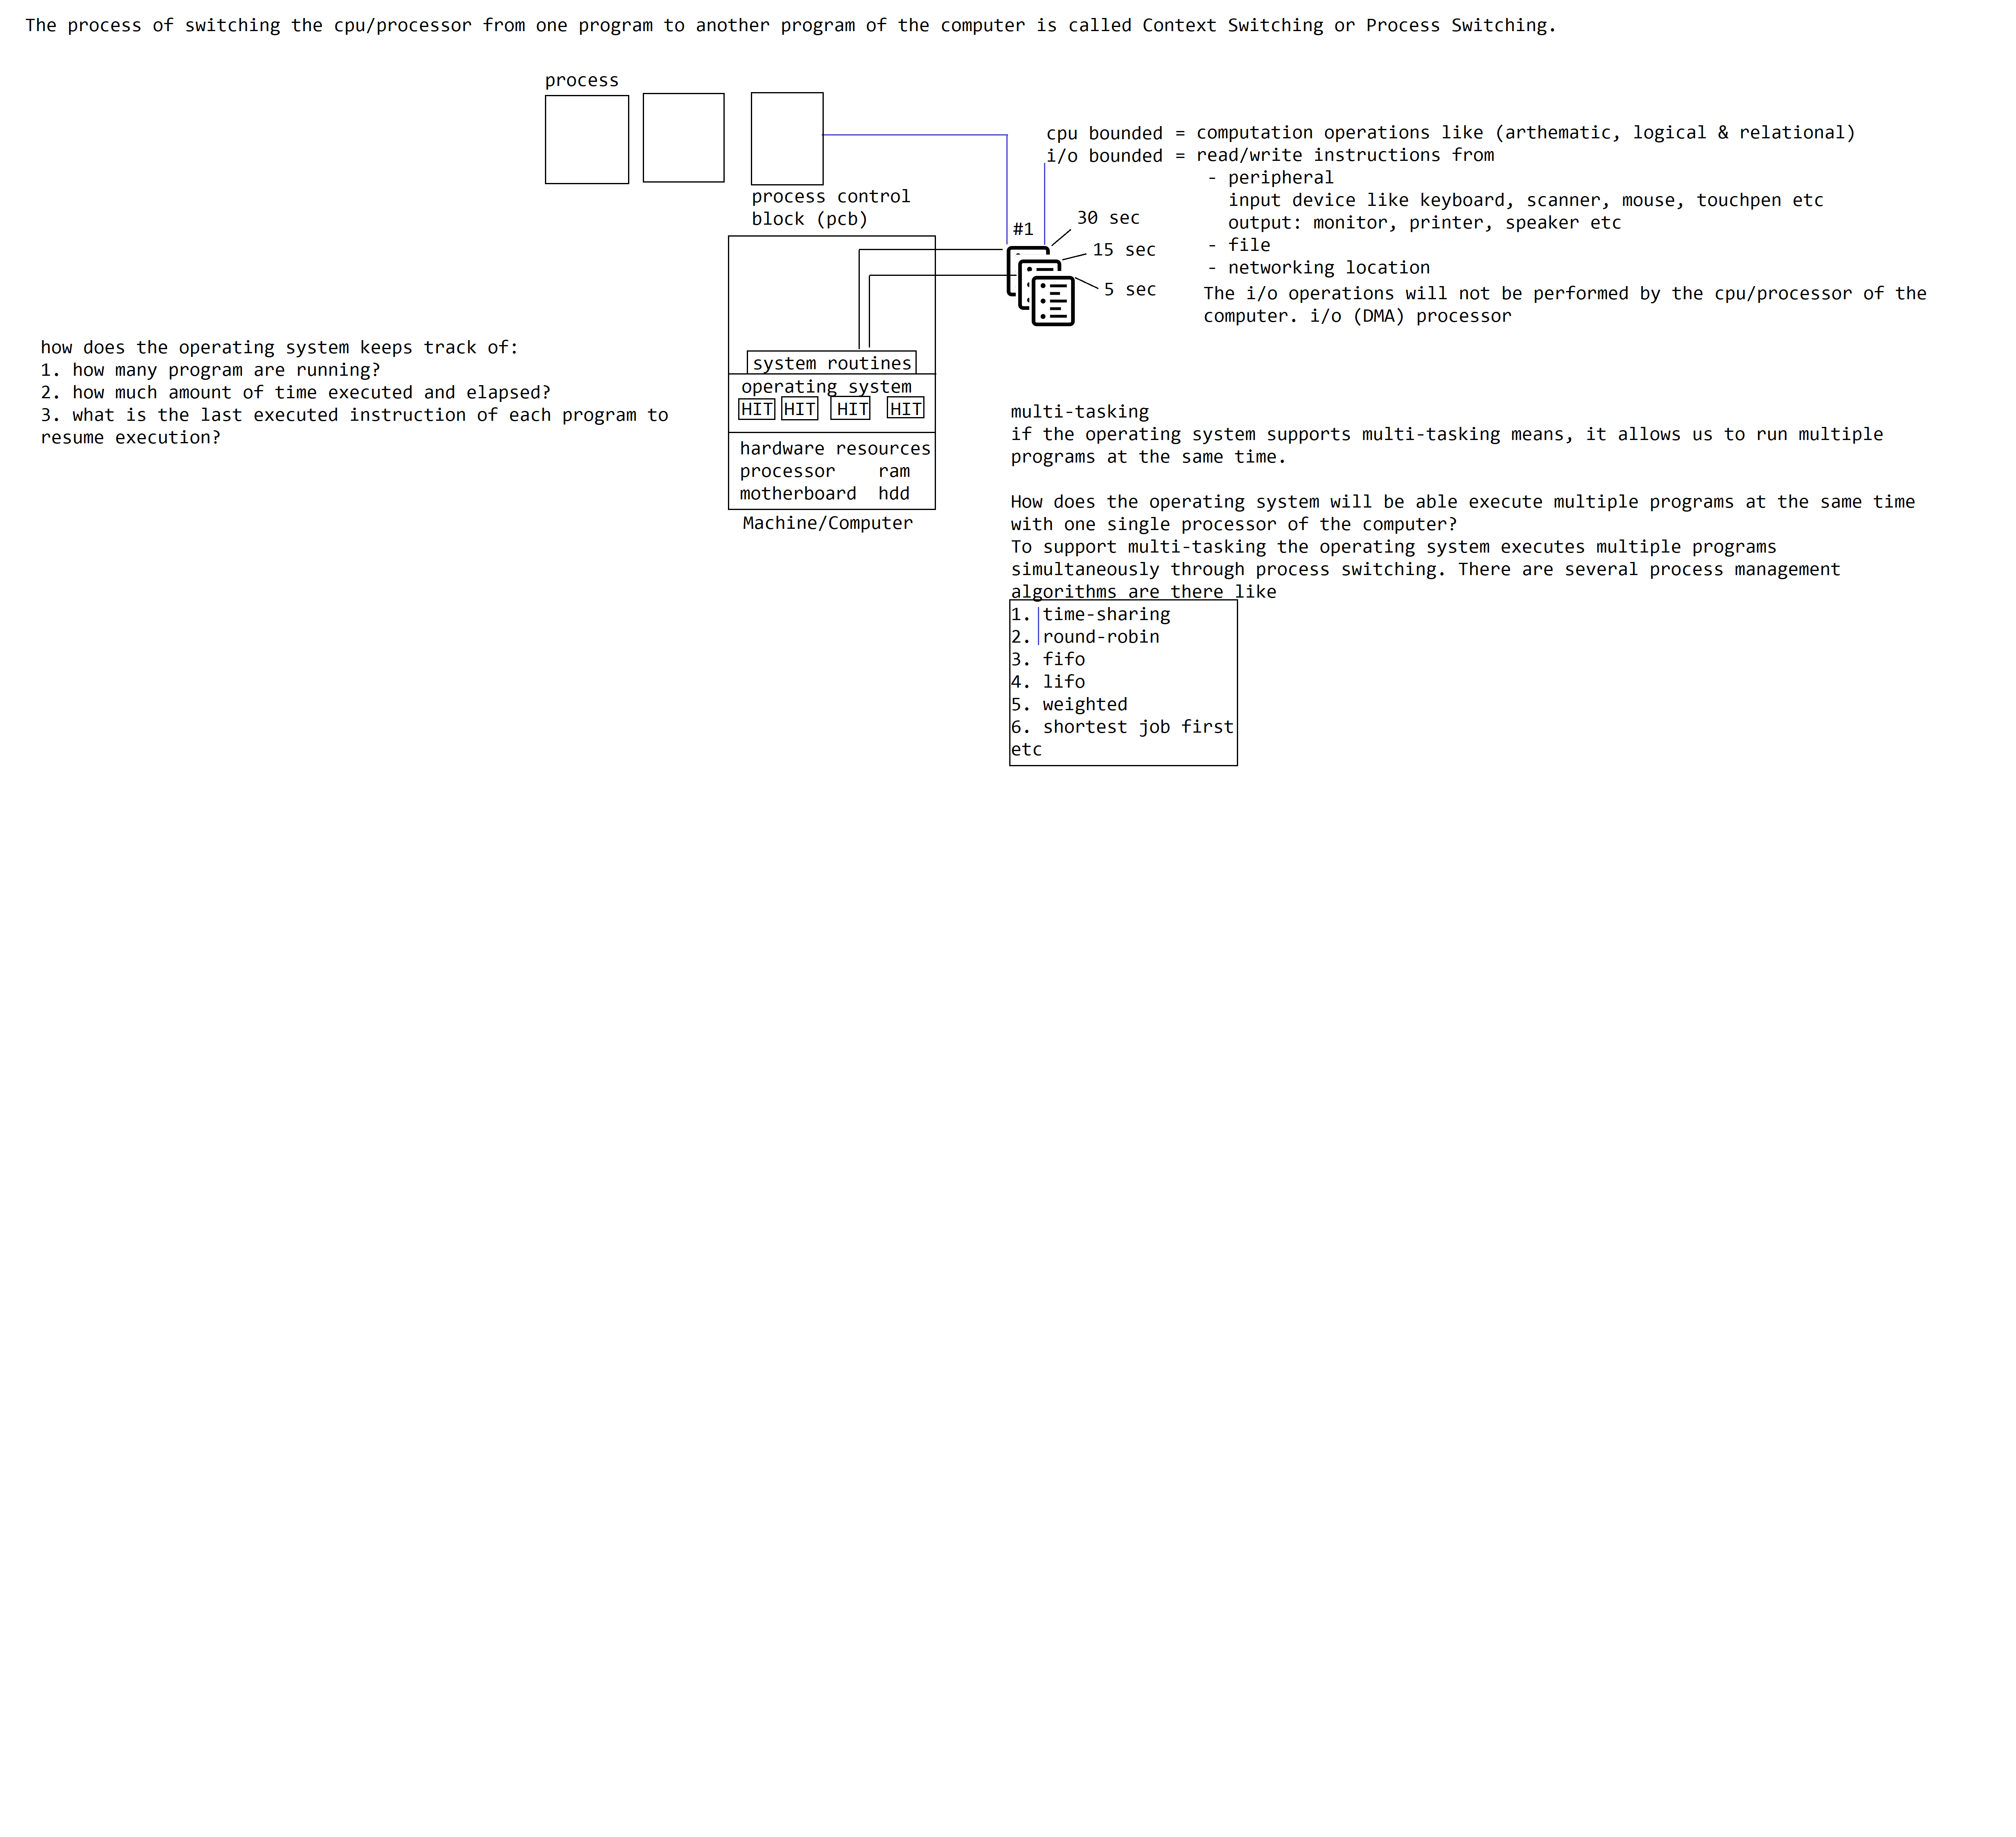 The process of switching the cpu/processor from one program to another program of the computer is called Context Switching or Process Switching.
process
process control
block (pcb)
cpu bounded = computation operations like (arthematic, logical & relational)
i/o bounded = read/write instructions from
- peripheral
input device like keyboard, scanner, mouse, touchpen etc
output: monitor, printer, speaker etc
- file
- networking location
The i/o operations will not be performed by the cpu/processor of the
computer. i/o (DMA) processor
#1
30 sec
15 sec
5 sec
how does the operating system keeps track of:
1. how many program are running?
2. how much amount of time executed and elapsed?
3. what is the last executed instruction of each program to
resume execution?
system routines
operating system
HIT HIT HIT HIT
hardware resources
processor ram
motherboard hdd
Machine/Computer
multi-tasking
if the operating system supports multi-tasking means, it allows us to run multiple
programs at the same time.
How does the operating system will be able execute multiple programs at the same time
with one single processor of the computer?
To support multi-tasking the operating system executes multiple programs
simultaneously through process switching. There are several process management
algorithms are there like
1. time-sharing
2. round-robin
3. fifo
4. lifo
5. weighted
6. shortest job first
etc